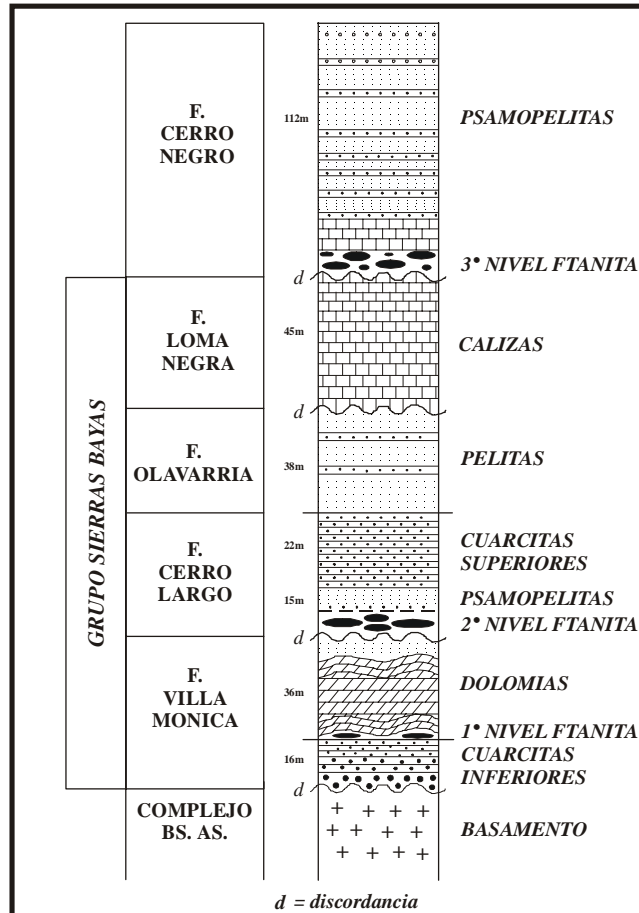 F.
CERRO
NEGRO
112m
PSAMOPELITAS
3° NIVEL FTANITA
d
GRUPO SIERRAS BAYAS
F.
LOMA
NEGRA
45m
CALIZAS
d
F.
OLAVARRIA
38m
PELITAS
F.
CERRO
LARGO
22m
CUARCITAS
SUPERIORES
15m
PSAMOPELITAS
2° NIVEL FTANITA
d
F.
VILLA
MONICA
36m
DOLOMIAS
1° NIVEL FTANITA
16m
CUARCITAS
INFERIORES
d
COMPLEJO
BS. AS.
BASAMENTO
d = discordancia